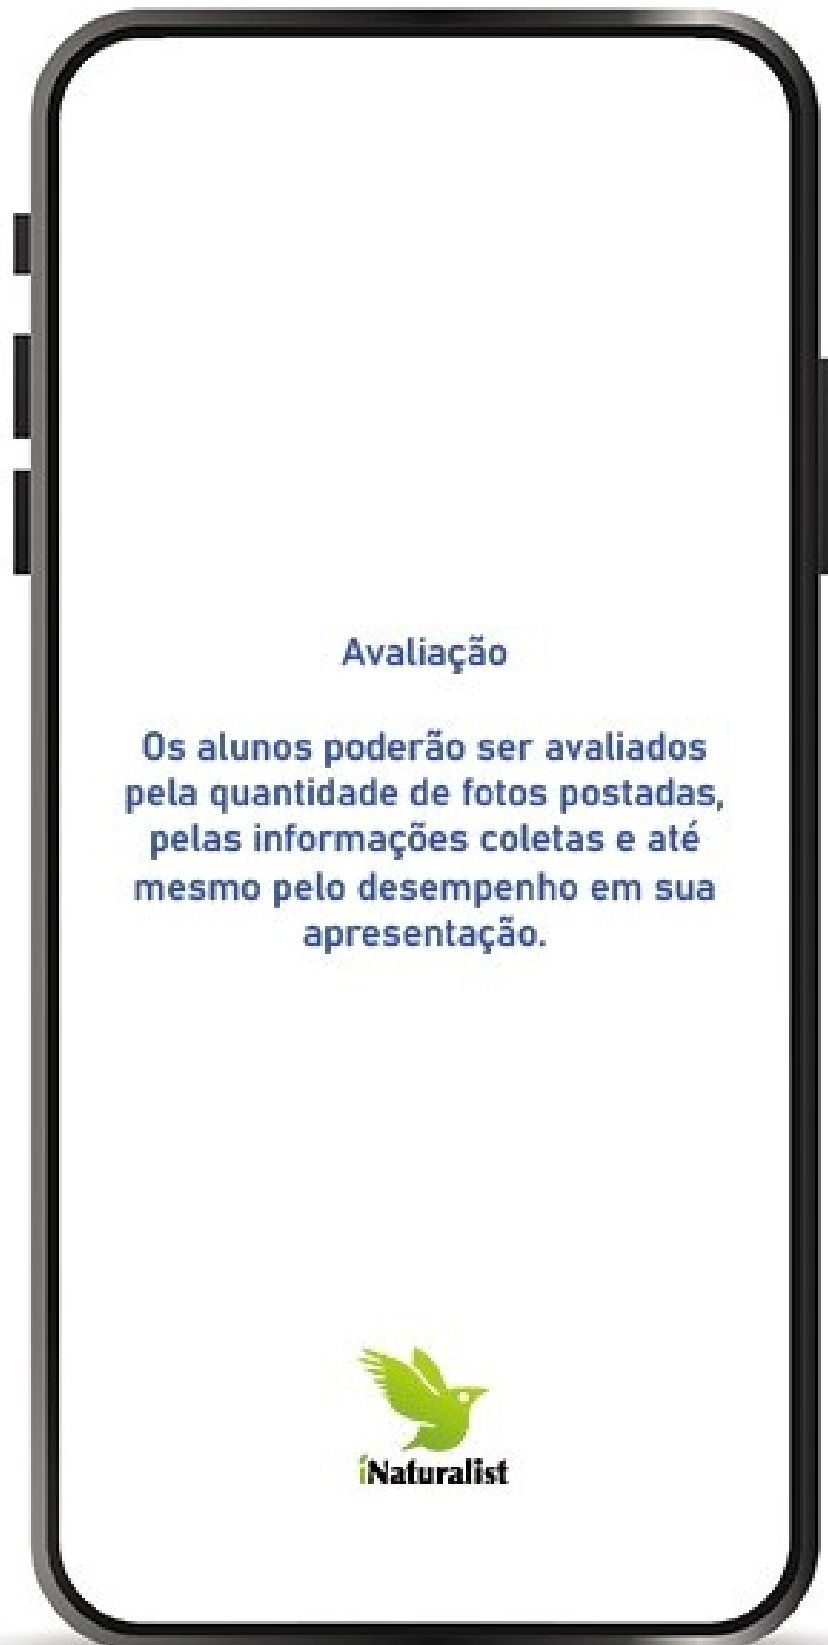 Avaliação
Os alunos poderão ser avaliados
pela quantidade de fotos postadas,
pelas informações coletas e até
mesmo pelo desempenho em sua
apresentação.
iNaturalist